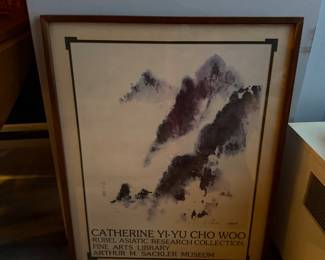 CATHERINE YI-YU CHO WOO
RUBEL ASIATIC RESEARCH COLLECTION
FINE ARTS LIBRARY
ARTHUR M. SACKLER MUSEUM